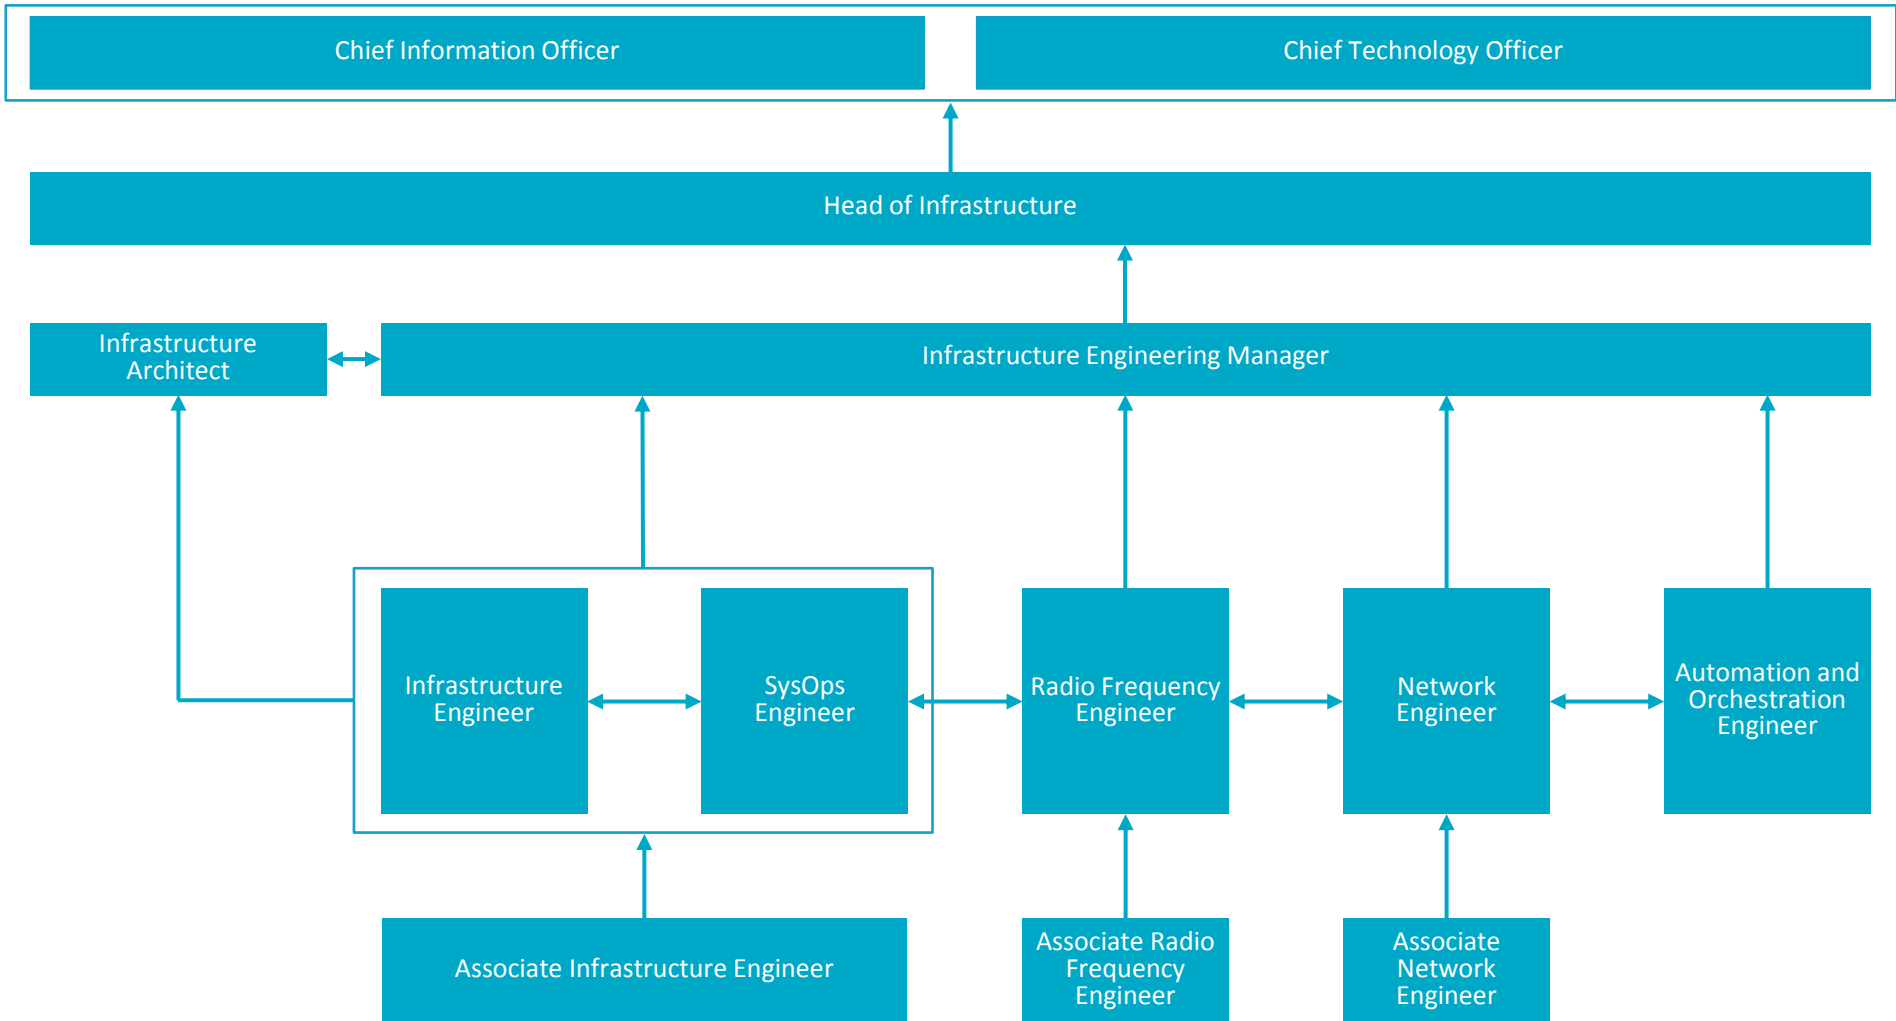 Chief Information Officer
Chief Technology Officer
Head of Infrastructure
Infrastructure
Architect
Infrastructure Engineering Manager
Infrastructure
Engineer
SysOps
Engineer
Radio Frequency
Engineer
Network
Engineer
Automation and
Orchestration
Engineer
Associate Infrastructure Engineer
Associate Radio
Frequency
Engineer
Associate
Network
Engineer